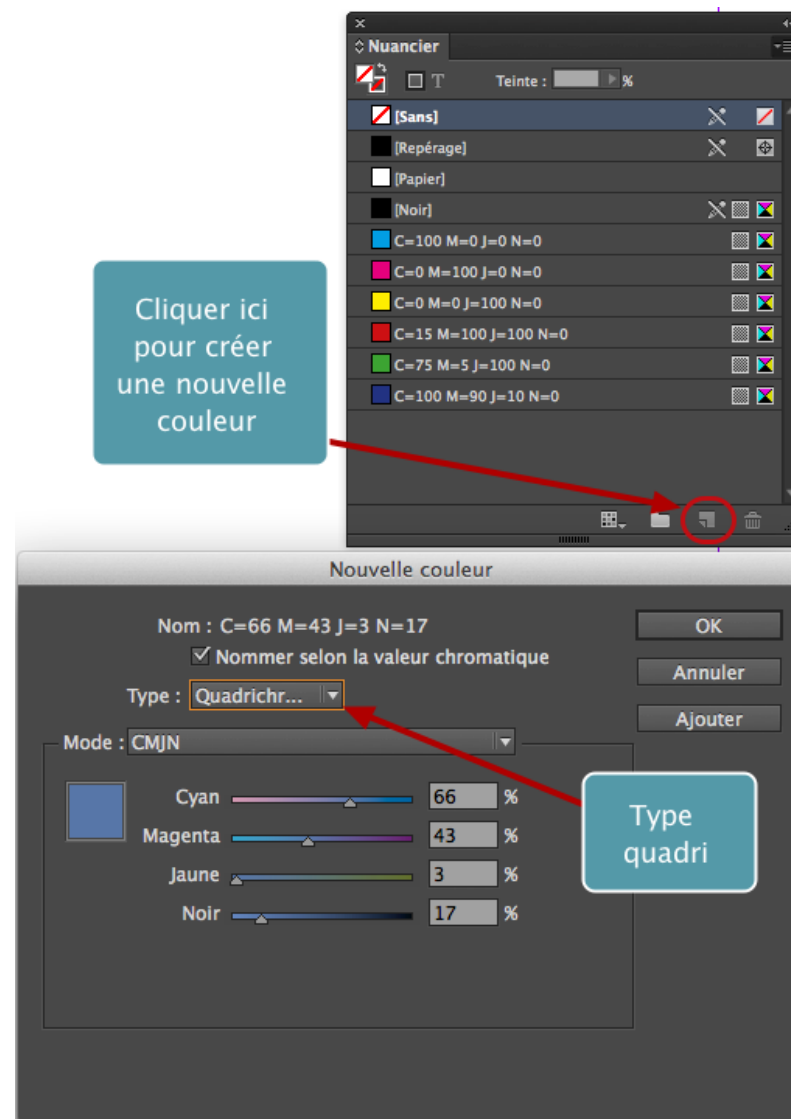 Nuancier
T Teinte : %
[Sans]
[Repérage]
[Papier]
[Noir]
C=100 M=0 J=0 N=0
C=0 M=100 J=0 N=0
C=0 M=0 J=100 N=0
C=15 M=100 J=100 N=0
C=75 M=5 J=100 N=0
C=100 M=90 J=10 N=0
Cliquer ici
pour créer
une nouvelle
couleur
Nouvelle couleur
Nom : C=66 M=43 J=3 N=17
Nommer selon la valeur chromatique
Type : Quadrichr...
Mode : CMJN
Cyan 66 %
Magenta 43 %
Jaune 3 %
Noir 17 %
OK
Annuler
Ajouter
Type
quadri